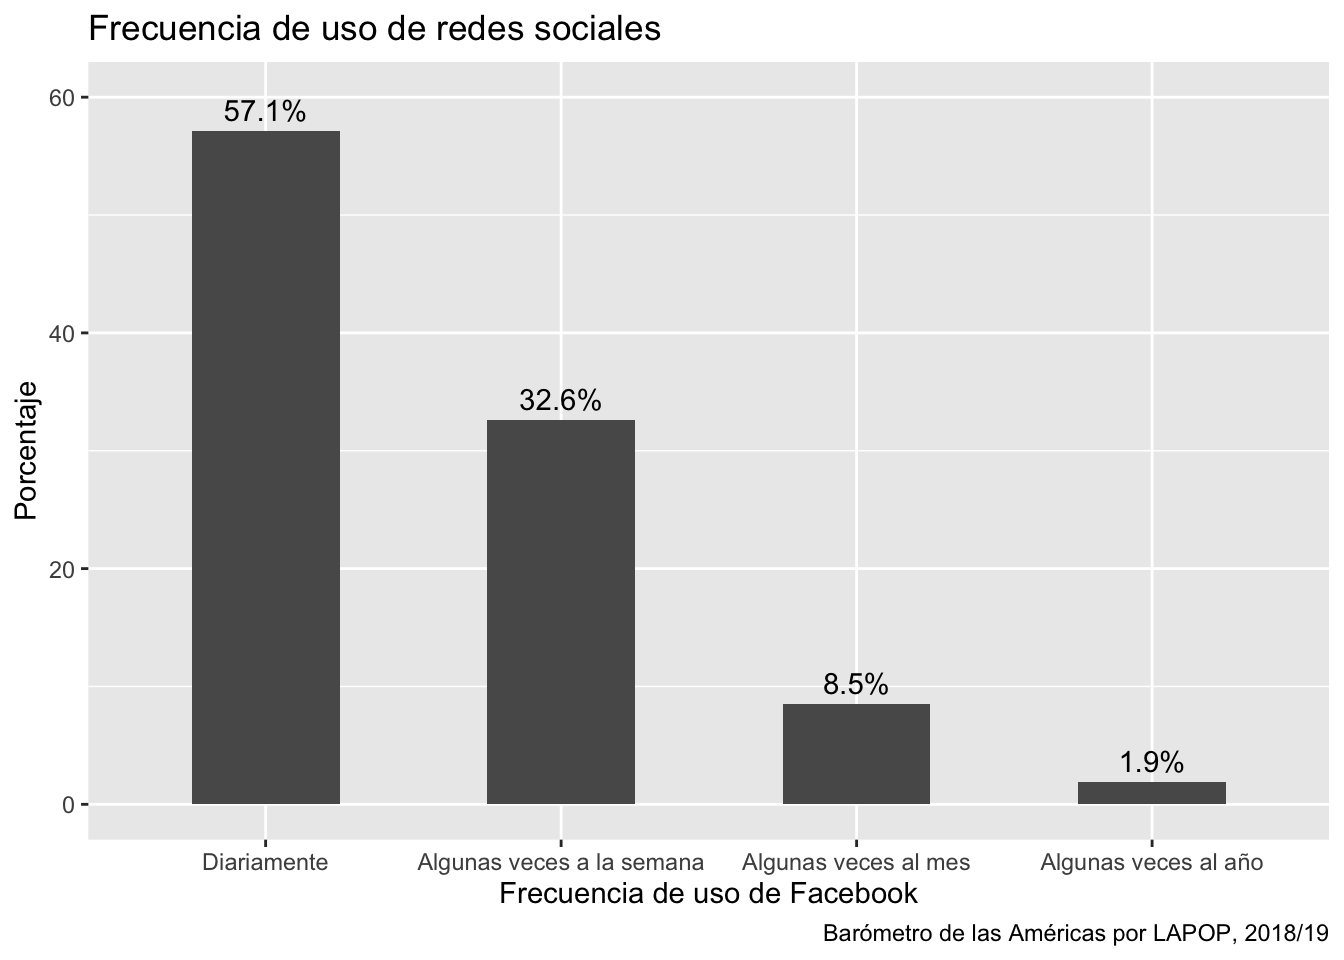 Frecuencia de uso de redes sociales
60
57.1%
40
32.6%
Porcentaje
20
8.5%
1.9%
0
Diariamente
Algunas veces a la semana
Algunas veces al mes
Algunas veces al año
Frecuencia de uso de Facebook
Barómetro de las Américas por LAPOP, 2018/19